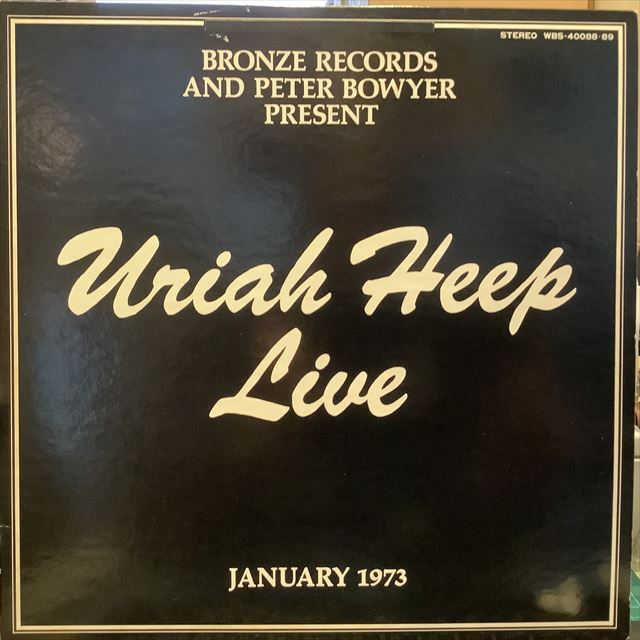 STEREO WBS-40088-89
BRONZE RECORDS
AND PETER BOWYER
PRESENT
Uriah Heep
Live
JANUARY 1973